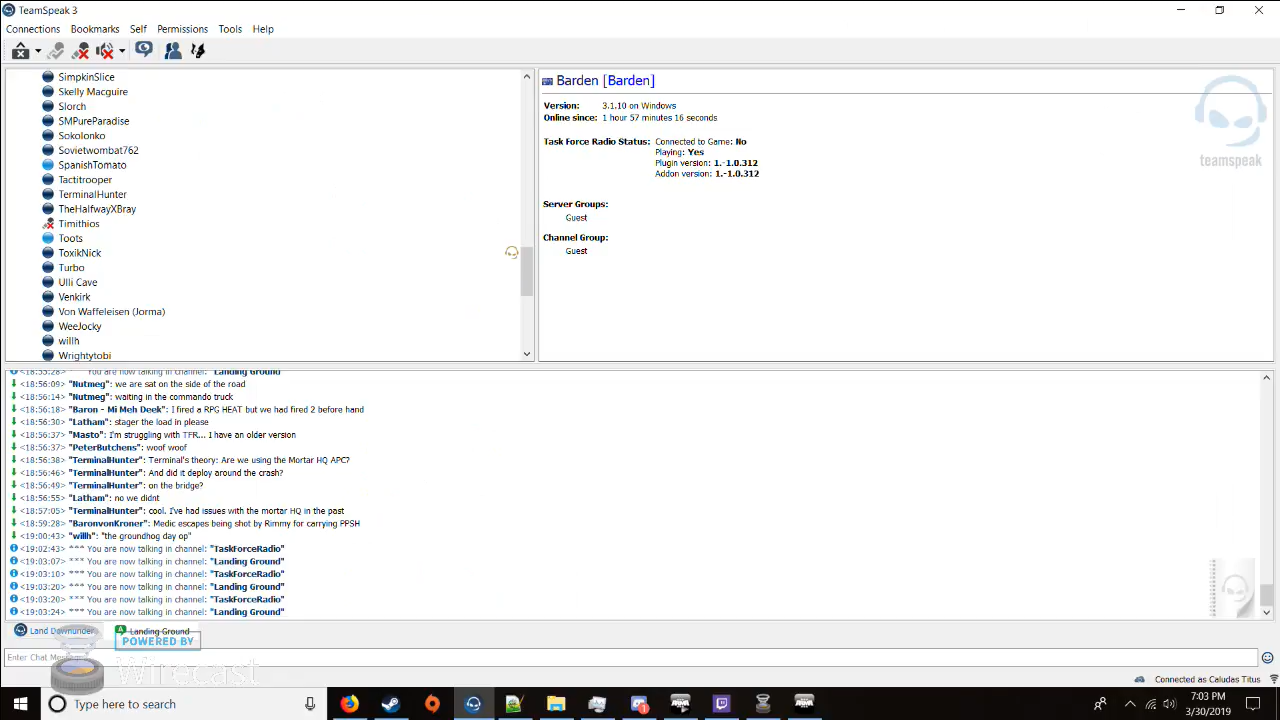 TeamSpeak 3
Connections Bookmarks Self Permissions Tools Help
SimpkinSlice
Skelly Macguire
Slorch
SMPureParadise
Sokolonko
Sovietwombat762
SpanishTomato
Tactitrooper
TerminalHunter
TheHalfwayXBray
Timithios
Toots
ToxikNick
Turbo
Ulli Cave
Venkirk
Von Waffeleisen (Jorma)
WeeJocky
willh
Wrightytobi
Barden [Barden]
Version: 3.1.10 on Windows
Online since: 1 hour 57 minutes 16 seconds
Task Force Radio Status: Connected to Game: No
Playing: Yes
Plugin version: 1.-1.0.312
Addon version: 1.-1.0.312
Server Groups:
Guest
Channel Group:
Guest
teamspeak
<18:55:28> *** You are now talking in channel: "Landing Ground"
<18:56:09> "Nutmeg": we are sat on the side of the road
<18:56:14> "Nutmeg": waiting in the commando truck
<18:56:18> "Baron - Mi Meh Deek": I fired a RPG HEAT but we had fired 2 before hand
<18:56:30> "Latham": stager the load in please
<18:56:37> "Masto": I'm struggling with TFR... I have an older version
<18:56:37> "PeterButchens": woof woof
<18:56:38> "TerminalHunter": Terminal's theory: Are we using the Mortar HQ APC?
<18:56:46> "TerminalHunter": And did it deploy around the crash?
<18:56:49> "TerminalHunter": on the bridge?
<18:56:55> "Latham": no we didnt
<18:57:05> "TerminalHunter": cool. I've had issues with the mortar HQ in the past
<18:59:28> "BaronvonKroner": Medic escapes being shot by Rimmy for carrying PPSH
<19:00:43> "willh": "the groundhog day op"
<19:02:43> *** You are now talking in channel: "TaskForceRadio"
<19:03:07> *** You are now talking in channel: "Landing Ground"
<19:03:10> *** You are now talking in channel: "TaskForceRadio"
<19:03:20> *** You are now talking in channel: "Landing Ground"
<19:03:20> *** You are now talking in channel: "TaskForceRadio"
<19:03:24> *** You are now talking in channel: "Landing Ground"
Land Downunder Landing Ground
POWERED BY
Wirecast
Enter Chat Message...
Connected as Caludas Titus
Type here to search
7:03 PM
3/30/2019